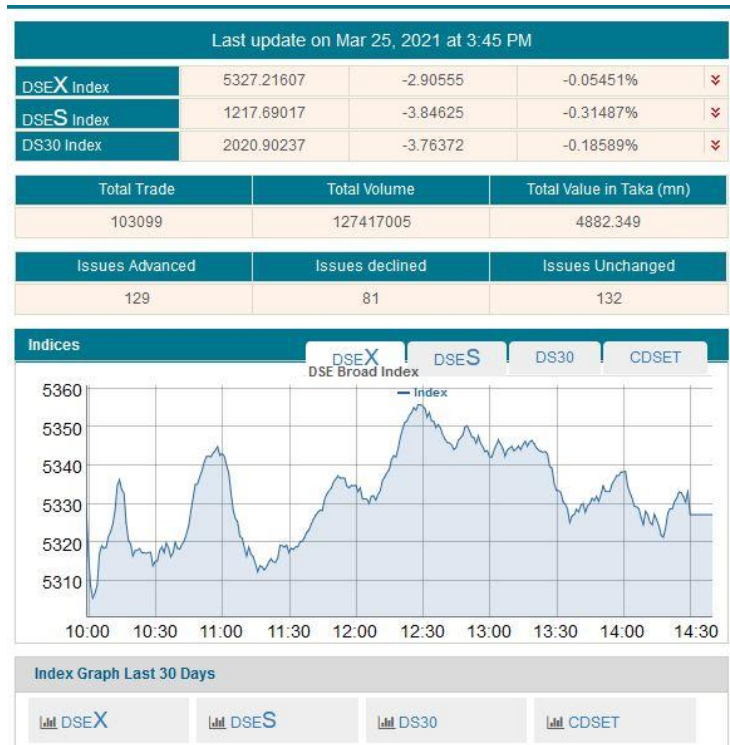 Last update on Mar 25, 2021 at 3:45 PM
DSEX Index 5327.21607 -2.90555 -0.05451%
DSES Index 1217.69017 -3.84625 -0.31487%
DS30 Index 2020.90237 -3.76372 -0.18589%
Total Trade Total Volume Total Value in Taka (mn)
103099 127417005 4882.349
Issues Advanced Issues declined Issues Unchanged
129 81 132
Indices
DSEX DSES DS30 CDSET
DSE Broad Index
Index
5360
5350
5340
5330
5320
5310
10:00 10:30 11:00 11:30 12:00 12:30 13:00 13:30 14:00 14:30
Index Graph Last 30 Days
DSEX DSES DS30 CDSET